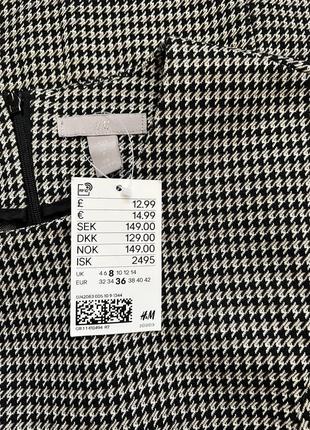 RFID
£ 12.99
€ 14.99
SEK 149.00
DKK 129.00
NOK 149.00
ISK 2495
UK 4 6 8 10 12 14
EUR 32 34 36 38 40 42
H&M